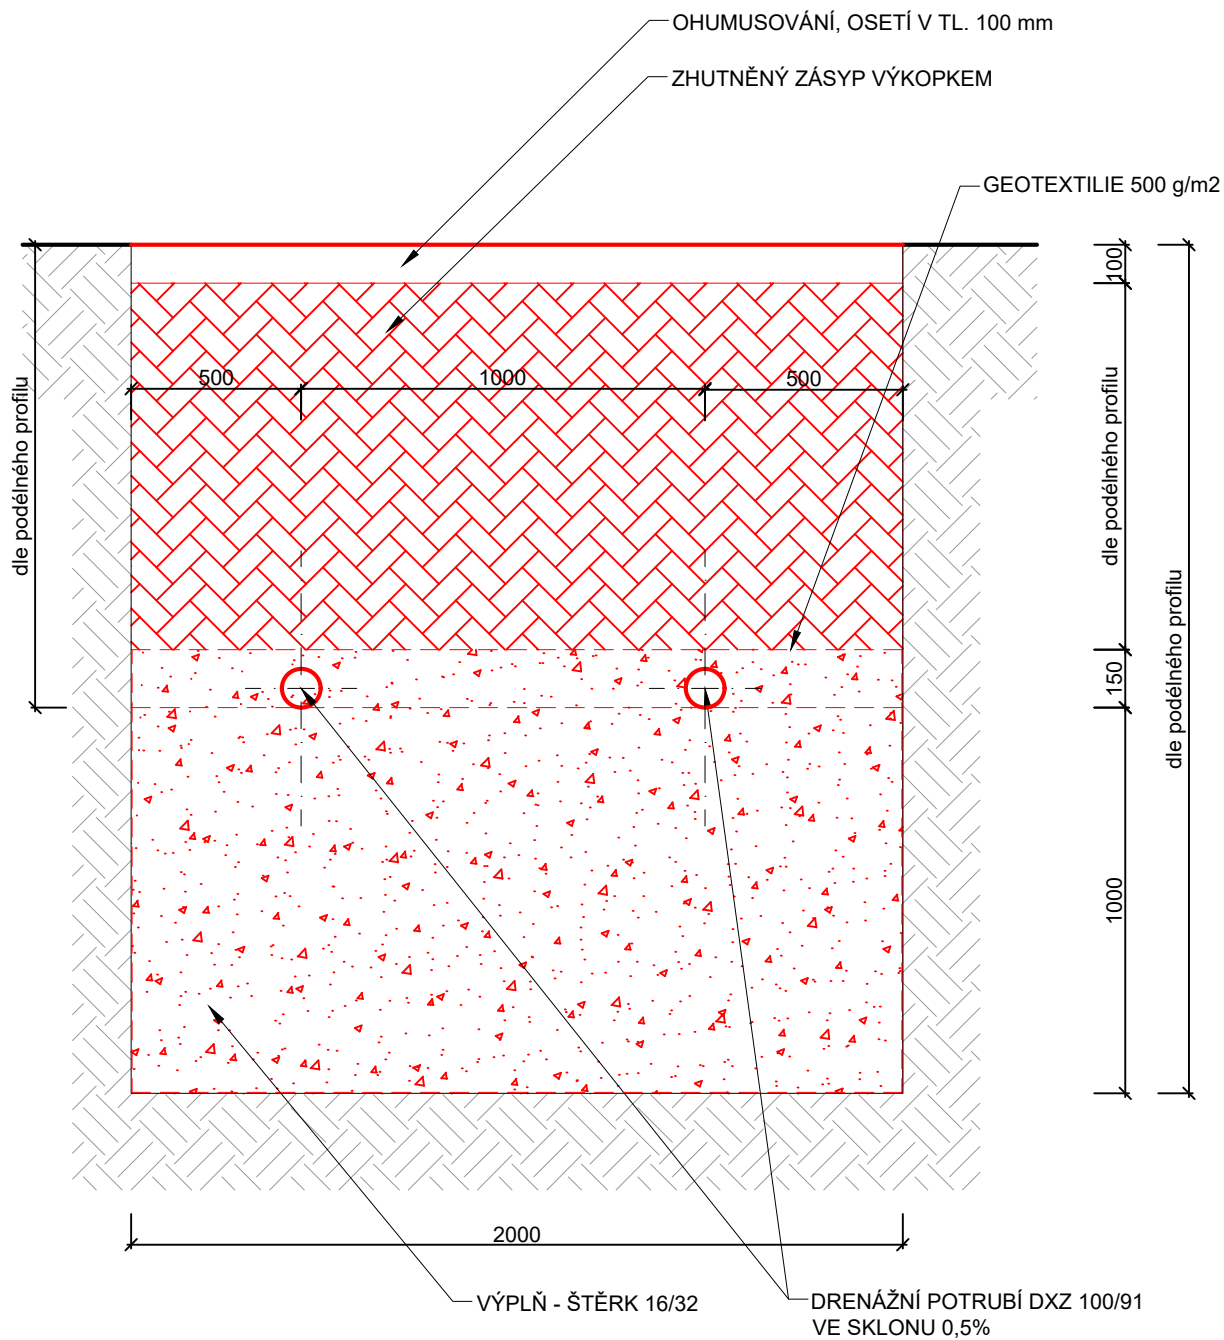 OHUMUSOVÁNÍ, OSETÍ V TL. 100 mm
ZHUTNĚNÝ ZÁSYP VÝKOPKEM
GEOTEXTILIE 500 g/m2
100
500
1000
500
dle podélného profilu
dle podélného profilu
dle podélného profilu
150
1000
2000
VÝPLŇ - ŠTĚRK 16/32
DRENÁŽNÍ POTRUBÍ DXZ 100/91
VE SKLONU 0,5%